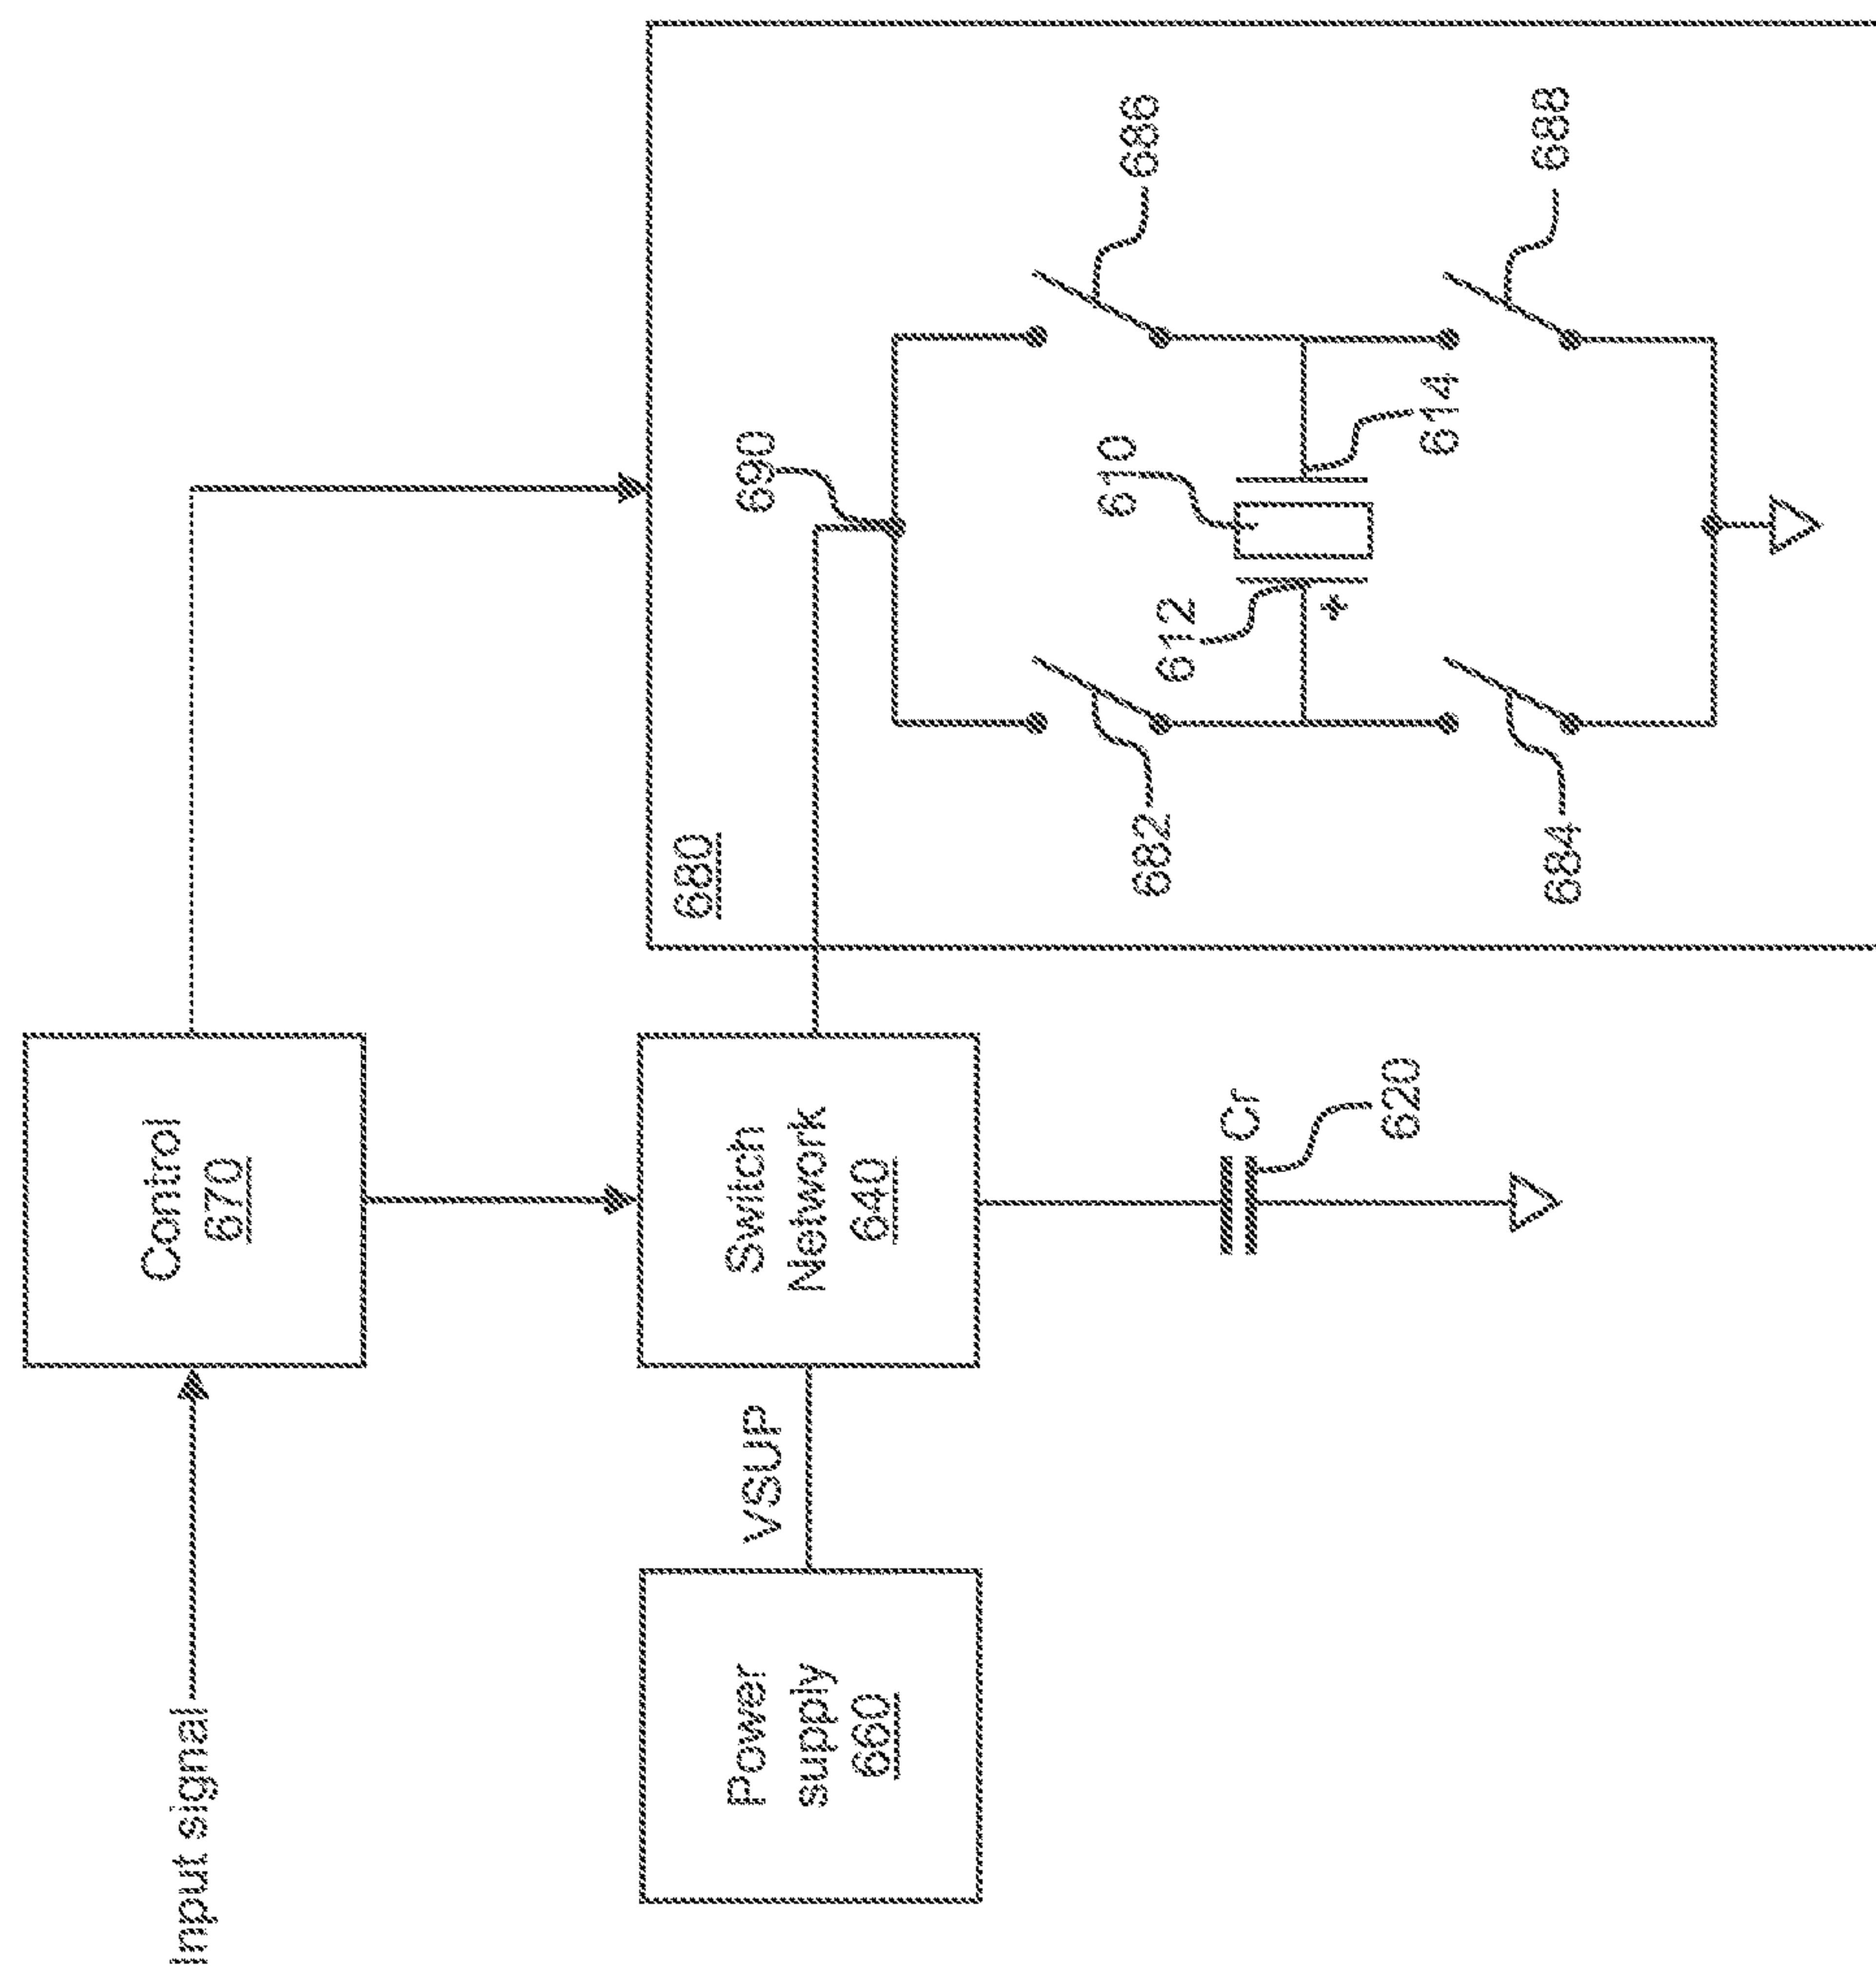 Input signal
Control
670
Power
supply
660
VSUP
Switch
Network
640
Cr
620
680
690
682
684
686
688
610
612
614
+